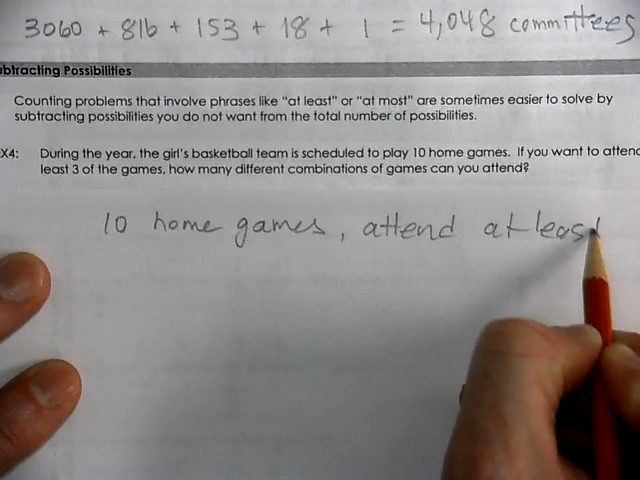 3060 + 816 + 153 + 18 + 1 = 4,048 committees
ubtracting Possibilities
Counting problems that involve phrases like “at least” or “at most” are sometimes easier to solve by
subtracting possibilities you do not want from the total number of possibilities.
X4: During the year, the girl’s basketball team is scheduled to play 10 home games. If you want to attend
least 3 of the games, how many different combinations of games can you attend?
10 home games, attend at least